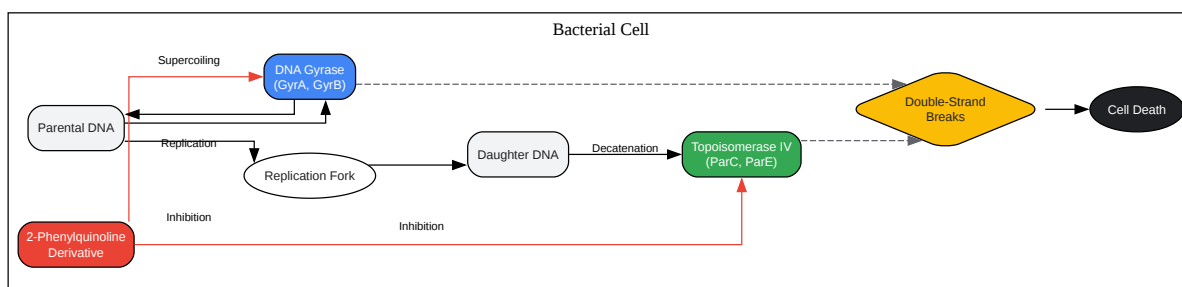 Bacterial Cell
Supercoiling
DNA Gyrase
(GyrA, GyrB)
Double-Strand
Breaks
Cell Death
Parental DNA
Replication
Replication Fork
Daughter DNA
Decatenation
Topoisomerase IV
(ParC, ParE)
2-Phenylquinoline
Derivative
Inhibition
Inhibition